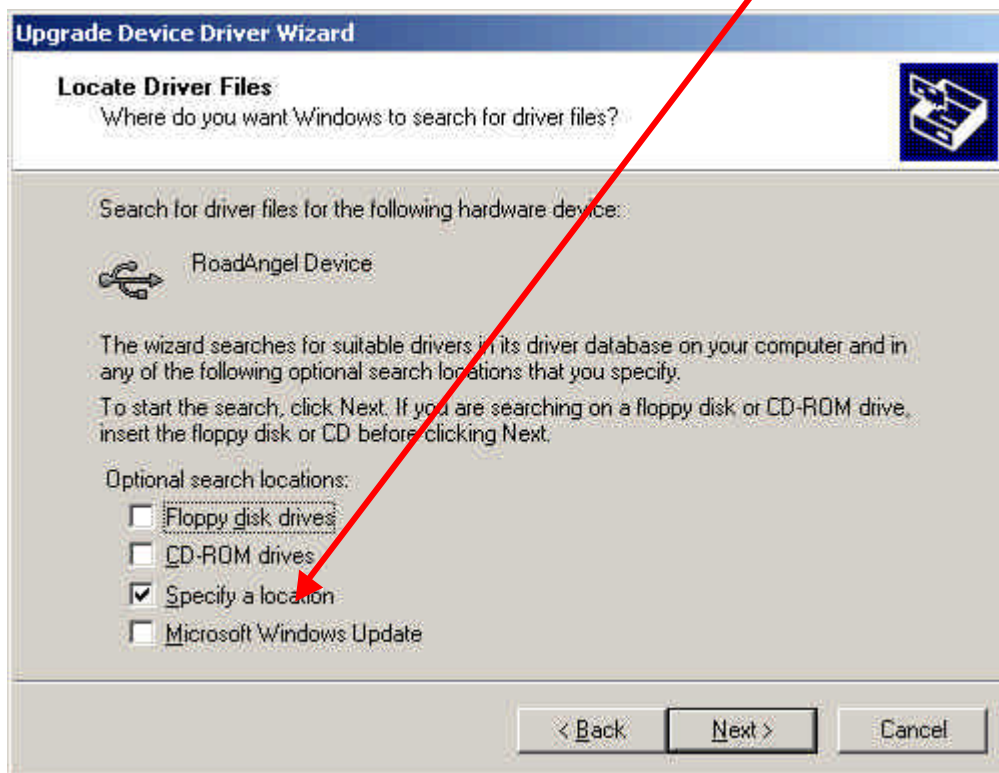 Upgrade Device Driver Wizard
Locate Driver Files
Where do you want Windows to search for driver files?
Search for driver files for the following hardware device:
RoadAngel Device
The wizard searches for suitable drivers in its driver database on your computer and in
any of the following optional search locations that you specify.
To start the search, click Next. If you are searching on a floppy disk or CD-ROM drive,
insert the floppy disk or CD before clicking Next.
Optional search locations:
Floppy disk drives
CD-ROM drives
Specify a location
Microsoft Windows Update
< Back Next > Cancel